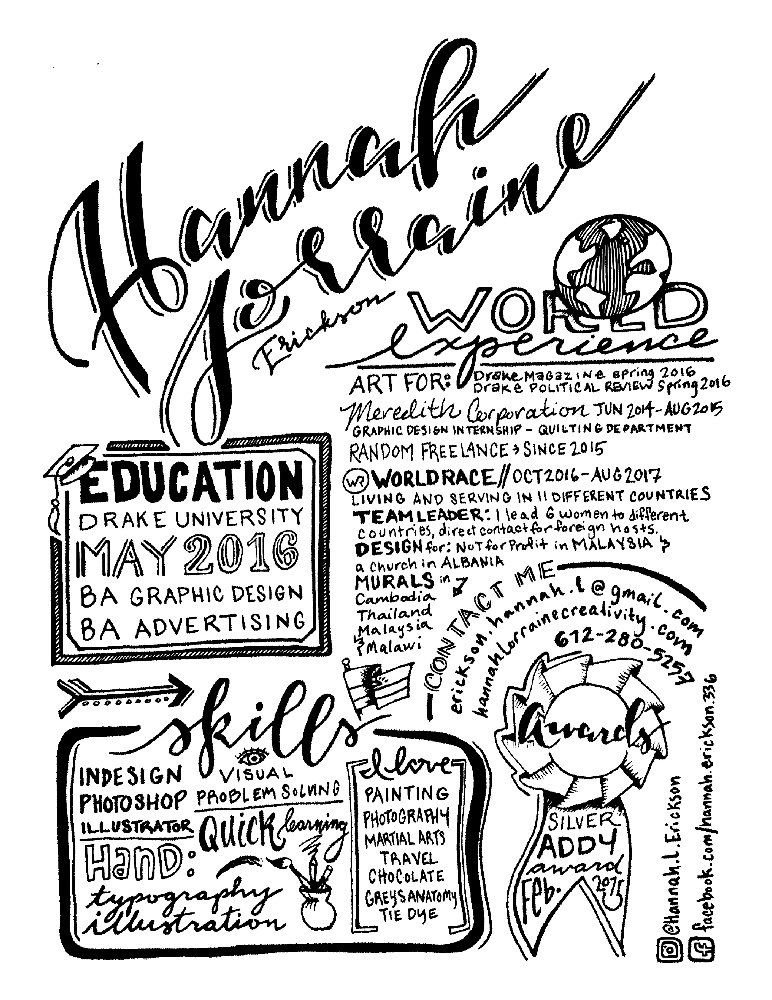 Hannah
Lorraine
Erickson
WORLD
experience
ART FOR: Drake Magazine spring 2016
Drake POLITICAL REVIEW Spring 2016
Meredith Corporation JUN 2014-AUG 2015
GRAPHIC DESIGN INTERNSHIP - QUILTING DEPARTMENT
RANDOM FREELANCE > SINCE 2015
WR WORLD RACE // OCT 2016-AUG 2017
LIVING AND SERVING IN 11 DIFFERENT COUNTRIES
TEAM LEADER: I lead 6 women to different
countries, direct contact for foreign hosts.
DESIGN for: NOT for Profit in MALAYSIA &
a church in ALBANIA
MURALS in
Cambodia
Thailand
Malaysia
& Malawi
EDUCATION
DRAKE UNIVERSITY
MAY 2016
BA GRAPHIC DESIGN
BA ADVERTISING
CONTACT ME
erickson.hannah.l@gmail.com
hannahlorrainecreativity.com
612-280-5257
skills
INDESIGN
PHOTOSHOP
ILLUSTRATOR
HAND:
typography
illustration
VISUAL
PROBLEM SOLVING
QUICK learning
I love
PAINTING
PHOTOGRAPHY
MARTIAL ARTS
TRAVEL
CHOCOLATE
GREYS ANATOMY
TIE DYE
Awards
SILVER
ADDY
award
Feb. 2015
@Hannah.L.Erickson
facebook.com/hannah.erickson.336